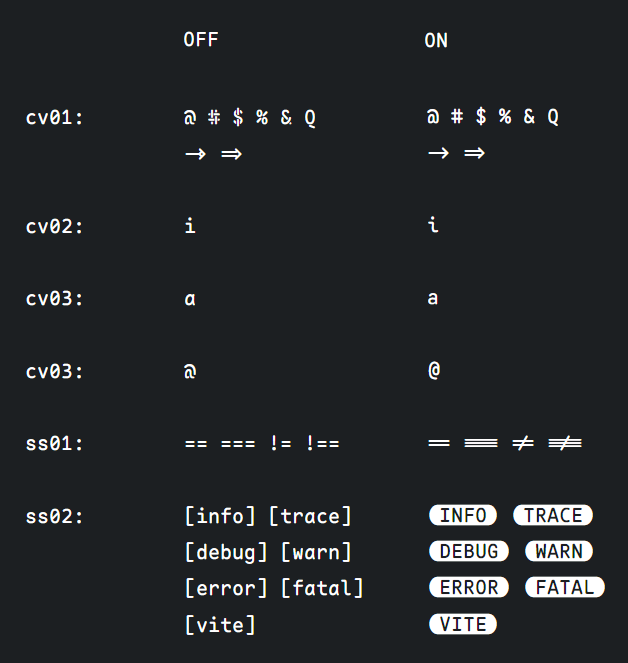 OFF ON
cv01: @ # $ % & Q @ # $ % & Q
→ ⇒ → ⇒
cv02: i i
cv03: a a
cv03: @ @
ss01: == === != !== == === != !==
ss02: [info] [trace] INFO TRACE
[debug] [warn] DEBUG WARN
[error] [fatal] ERROR FATAL
[vite] VITE